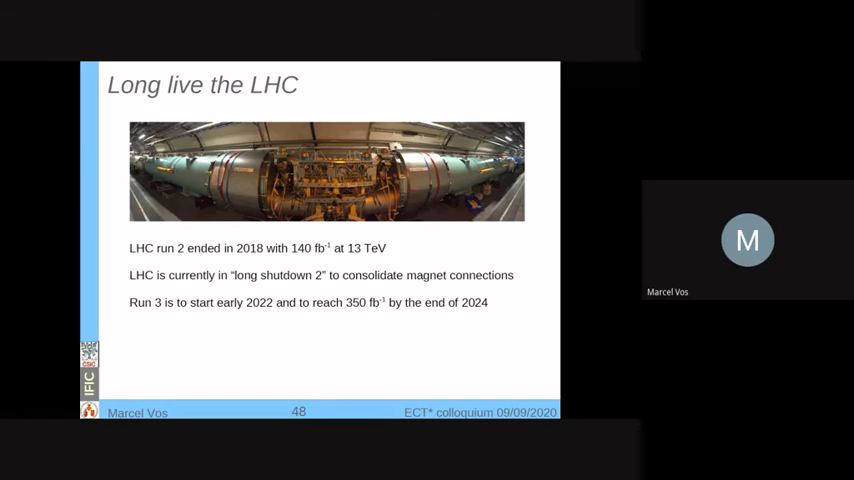 Long live the LHC
LHC run 2 ended in 2018 with 140 fb⁻¹ at 13 TeV
LHC is currently in “long shutdown 2” to consolidate magnet connections
Run 3 is to start early 2022 and to reach 350 fb⁻¹ by the end of 2024
CSIC
IFIC
Marcel Vos
48
ECT* colloquium 09/09/2020
M
Marcel Vos